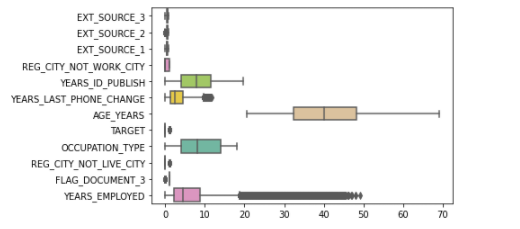 EXT_SOURCE_3
EXT_SOURCE_2
EXT_SOURCE_1
REG_CITY_NOT_WORK_CITY
YEARS_ID_PUBLISH
YEARS_LAST_PHONE_CHANGE
AGE_YEARS
TARGET
OCCUPATION_TYPE
REG_CITY_NOT_LIVE_CITY
FLAG_DOCUMENT_3
YEARS_EMPLOYED
0 10 20 30 40 50 60 70